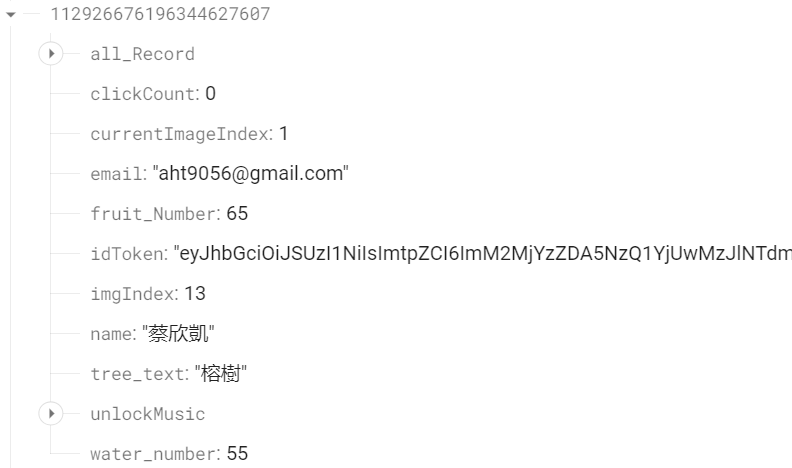 112926676196344627607
all_Record
clickCount: 0
currentImageIndex: 1
email: "aht9056@gmail.com"
fruit_Number: 65
idToken: "eyJhbGciOiJSUzI1NiIsImtpZCI6ImM2MjYzZDA5NzQ1YjUwMzJlNTdm
imgIndex: 13
name: "蔡欣凱"
tree_text: "榕樹"
unlockMusic
water_number: 55